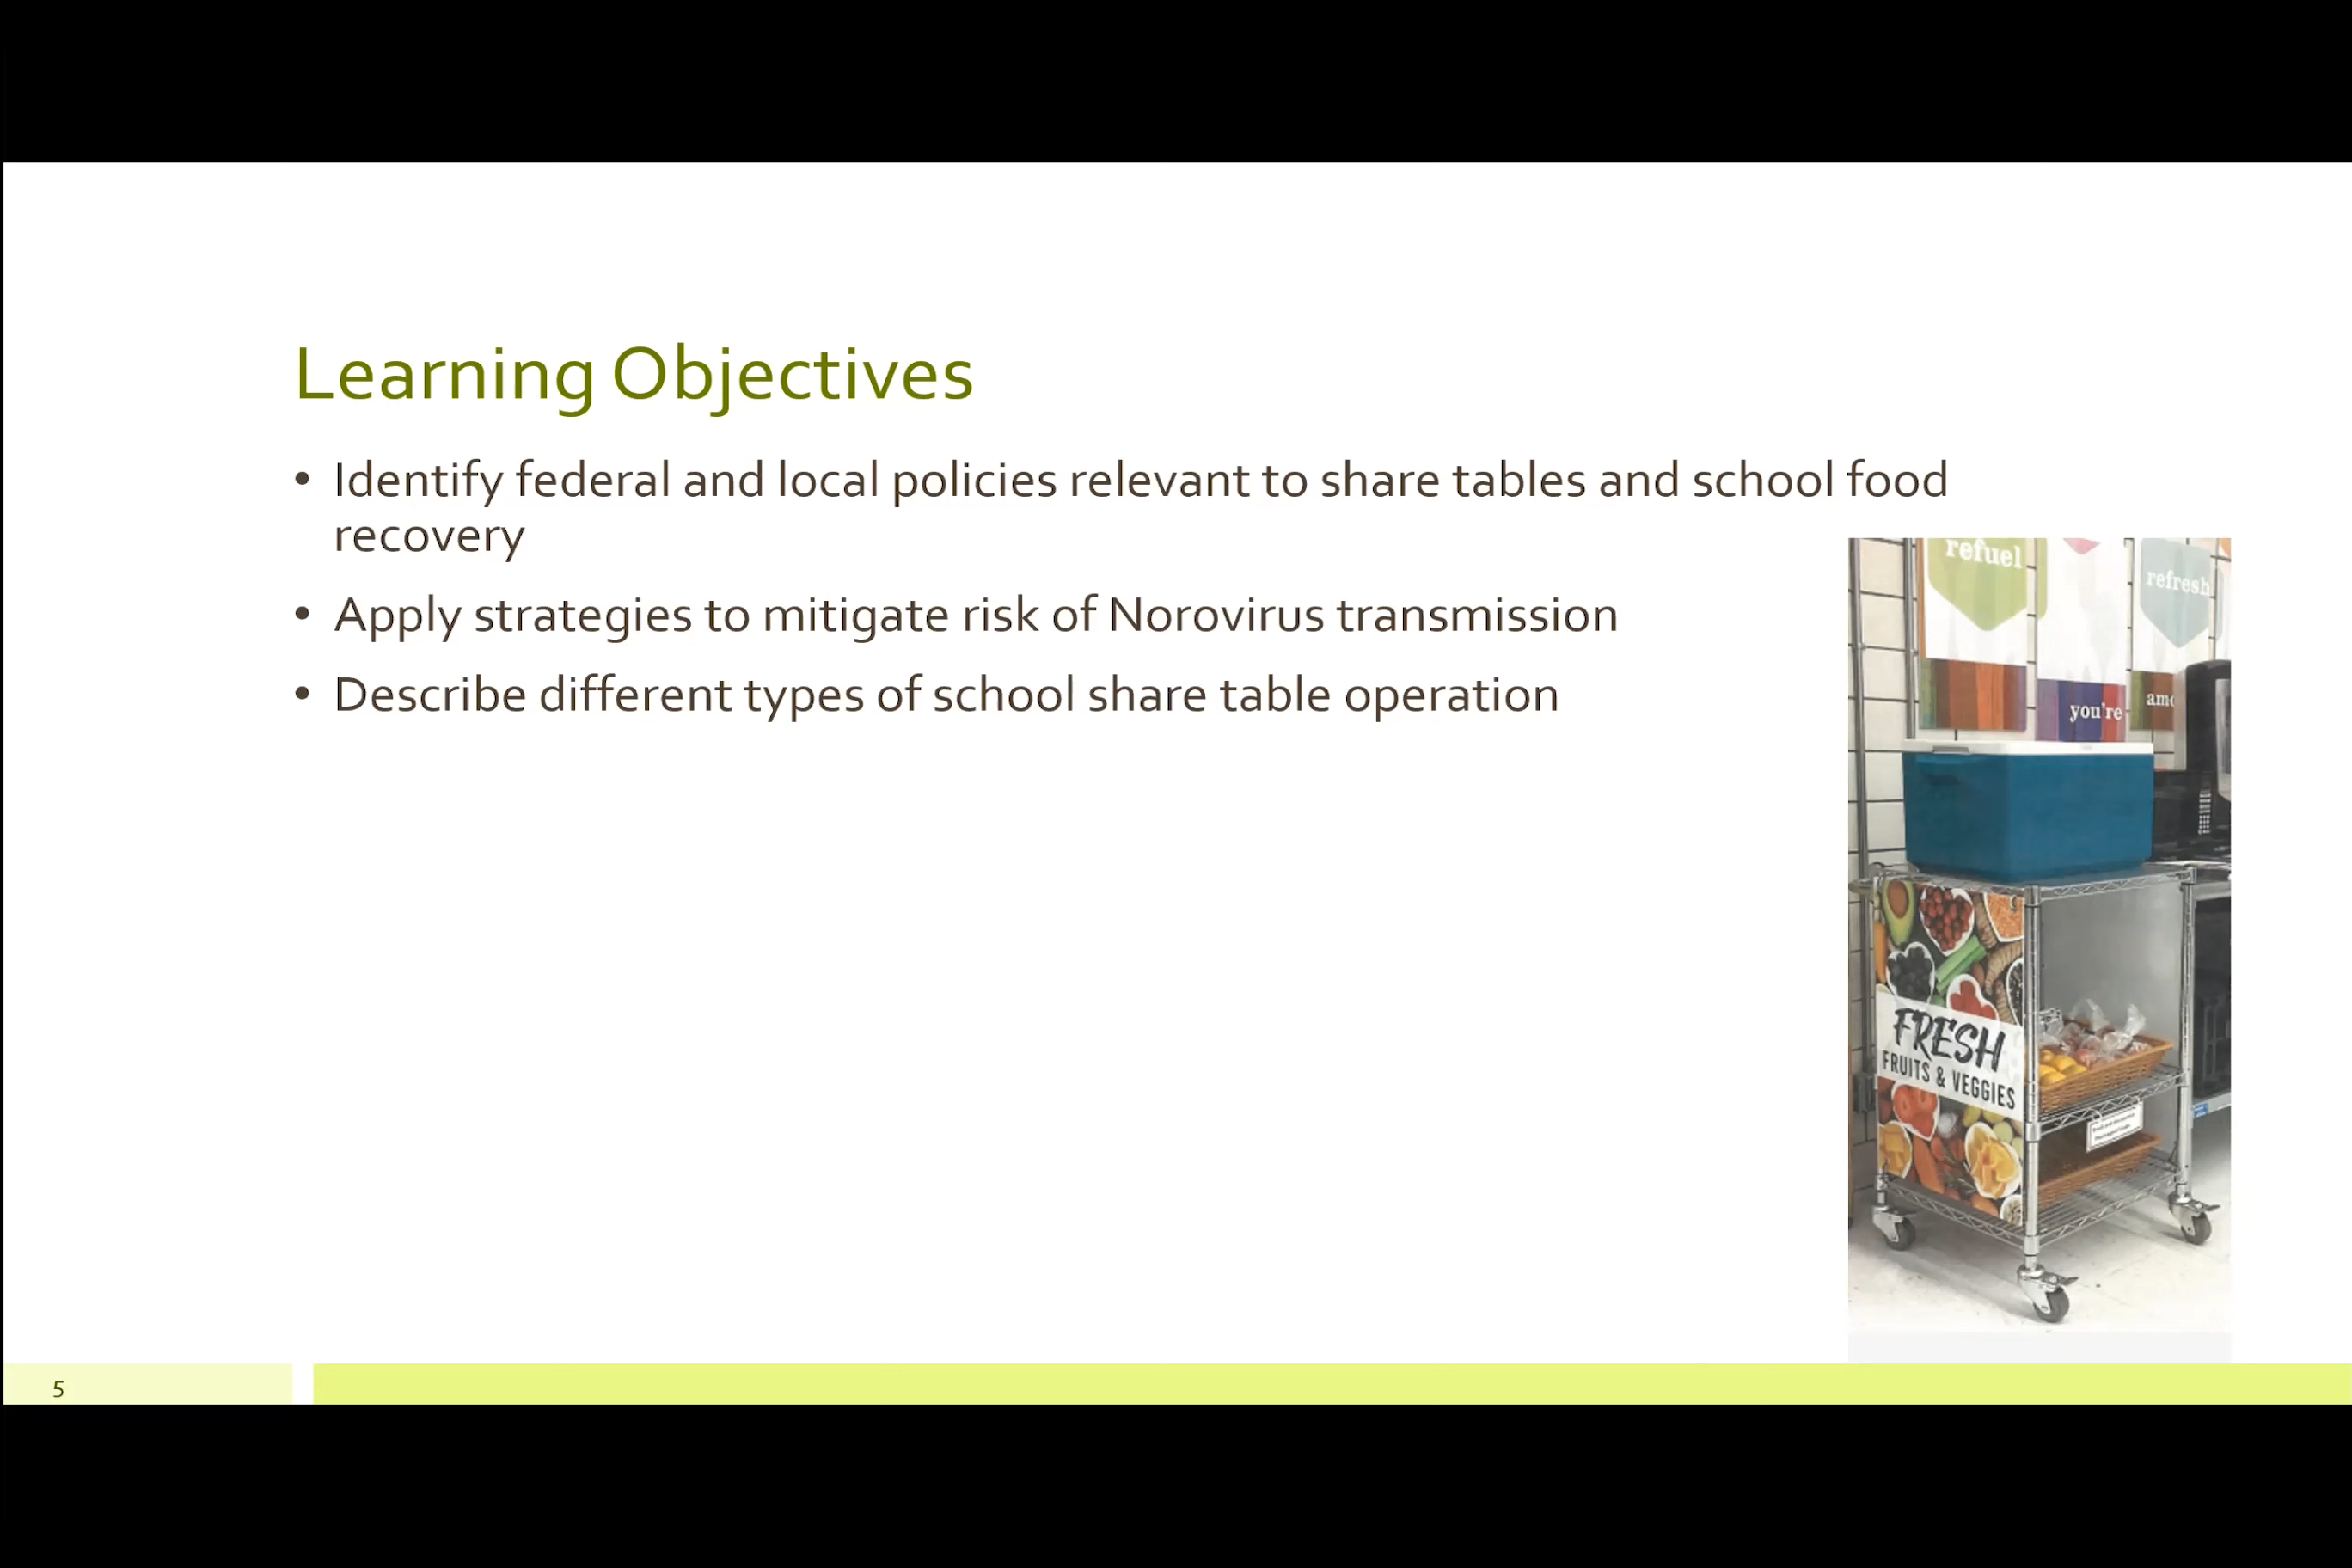 Learning Objectives
• Identify federal and local policies relevant to share tables and school food
recovery
• Apply strategies to mitigate risk of Norovirus transmission
• Describe different types of school share table operation
refuel
refresh
you're
FRESH
FRUITS & VEGGIES
5